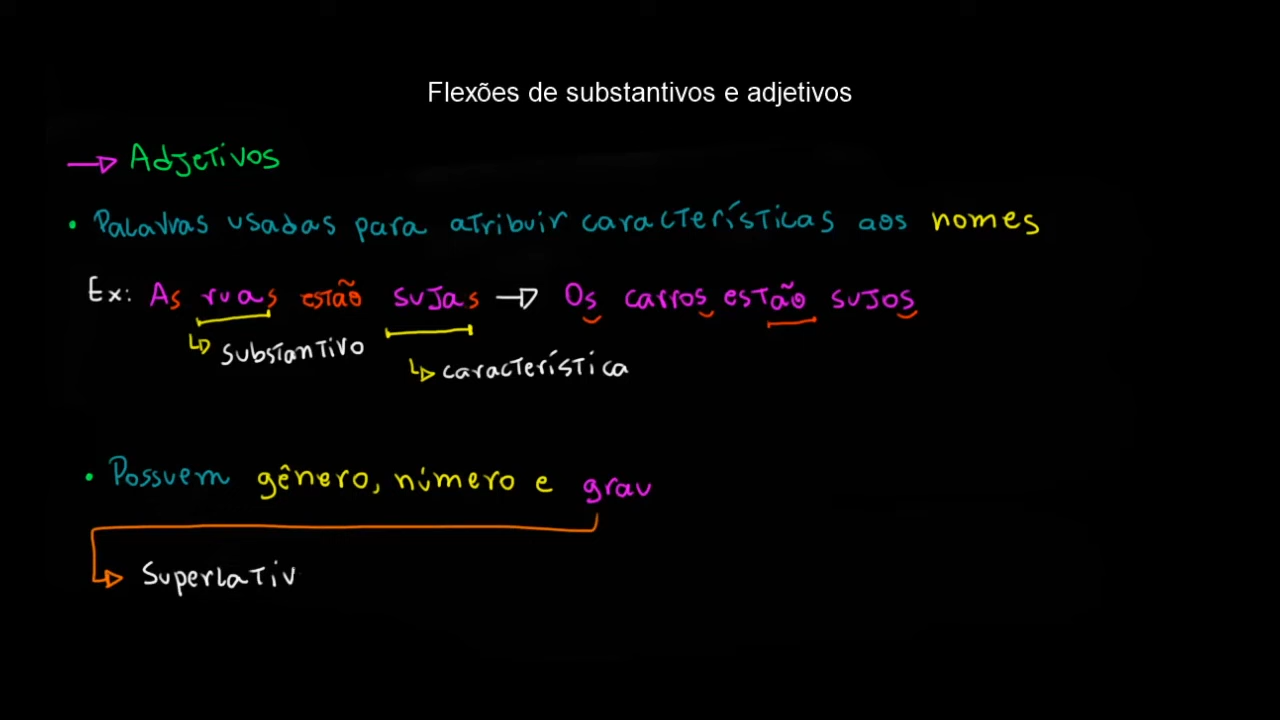 Flexões de substantivos e adjetivos
Adjetivos
• Palavras usadas para atribuir características aos nomes
Ex: As ruas estão sujas → Os carros estão sujos
substantivo
característica
• Possuem gênero, número e grau
Superlativ